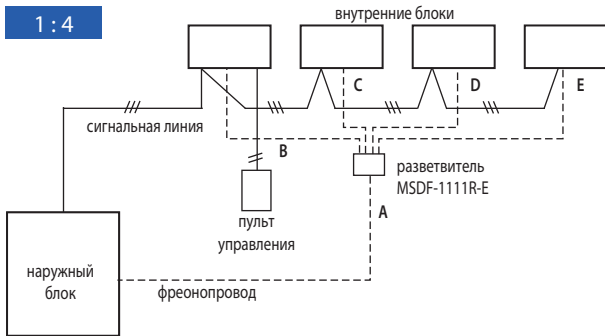 1 : 4
внутренние блоки
C
D
E
сигнальная линия
B
разветвитель
MSDF-1111R-E
A
пульт
управления
наружный
блок
фреонопровод